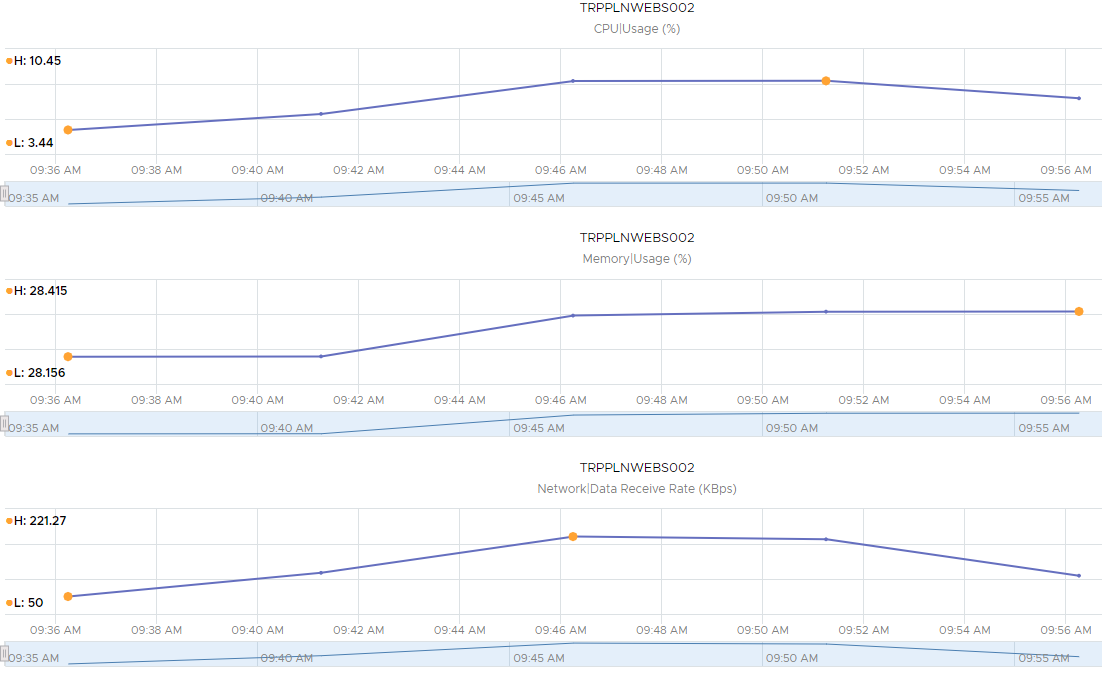 TRPPLNWEBS002
CPU|Usage (%)
H: 10.45
L: 3.44
09:36 AM 09:38 AM 09:40 AM 09:42 AM 09:44 AM 09:46 AM 09:48 AM 09:50 AM 09:52 AM 09:54 AM 09:56 AM
09:35 AM 09:40 AM 09:45 AM 09:50 AM 09:55 AM
TRPPLNWEBS002
Memory|Usage (%)
H: 28.415
L: 28.156
09:36 AM 09:38 AM 09:40 AM 09:42 AM 09:44 AM 09:46 AM 09:48 AM 09:50 AM 09:52 AM 09:54 AM 09:56 AM
09:35 AM 09:40 AM 09:45 AM 09:50 AM 09:55 AM
TRPPLNWEBS002
Network|Data Receive Rate (KBps)
H: 221.27
L: 50
09:36 AM 09:38 AM 09:40 AM 09:42 AM 09:44 AM 09:46 AM 09:48 AM 09:50 AM 09:52 AM 09:54 AM 09:56 AM
09:35 AM 09:40 AM 09:45 AM 09:50 AM 09:55 AM